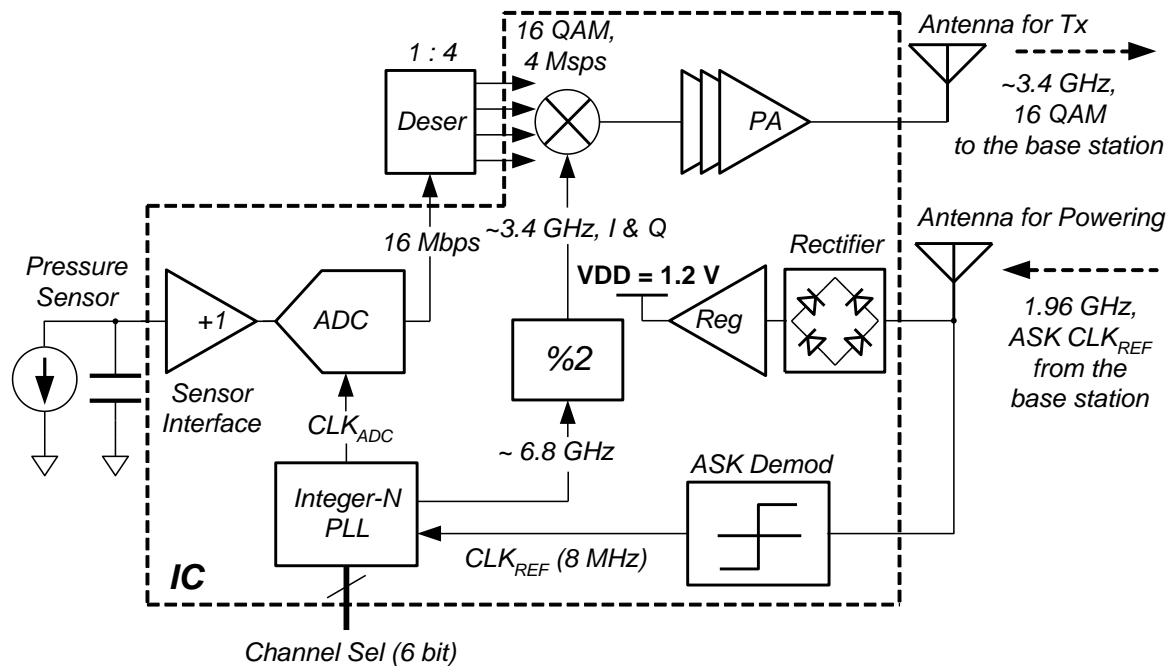 16 QAM,
4 Msps
1 : 4
Deser
PA
Antenna for Tx
~3.4 GHz,
16 QAM
to the base station
16 Mbps
~3.4 GHz, I & Q
Antenna for Powering
Rectifier
VDD = 1.2 V
Reg
1.96 GHz,
ASK CLKREF
from the
base station
Pressure
Sensor
+1
ADC
Sensor
Interface
%2
CLKADC
~ 6.8 GHz
ASK Demod
Integer-N
PLL
CLKREF (8 MHz)
IC
Channel Sel (6 bit)